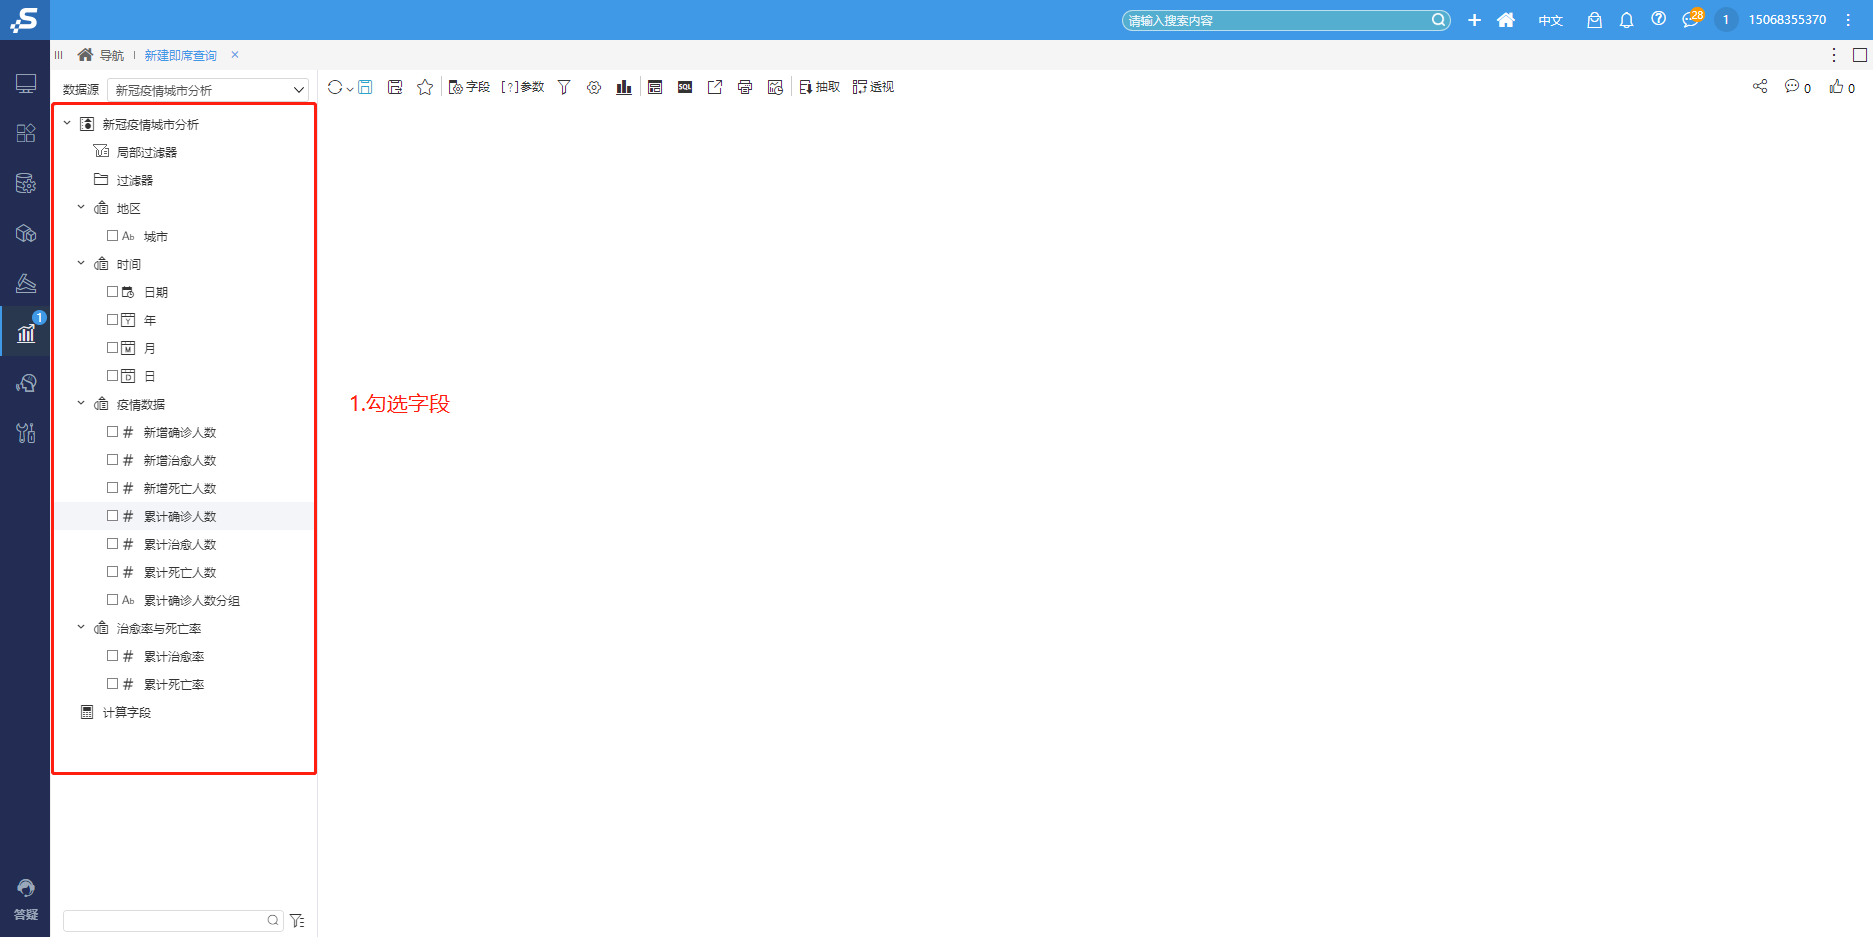 请输入搜索内容
中文
28
1
15068355370
导航
新建即席查询
数据源
新冠疫情城市分析
字段
[?]参数
SQL
抽取
透视
0
0
新冠疫情城市分析
局部过滤器
过滤器
地区
Ab 城市
时间
日期
Y 年
M 月
D 日
疫情数据
# 新增确诊人数
# 新增治愈人数
# 新增死亡人数
# 累计确诊人数
# 累计治愈人数
# 累计死亡人数
Ab 累计确诊人数分组
治愈率与死亡率
# 累计治愈率
# 累计死亡率
计算字段
1.勾选字段
1
答疑